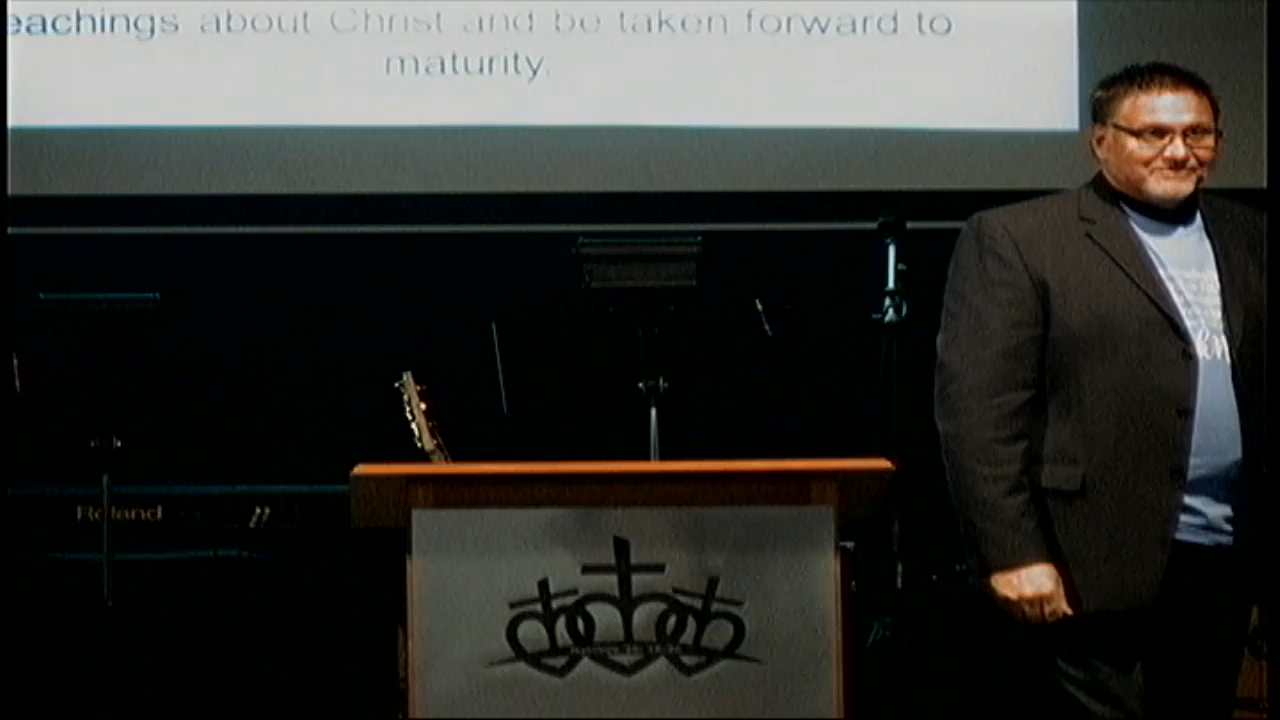 eachings about Christ and be taken forward to
maturity.
Roland